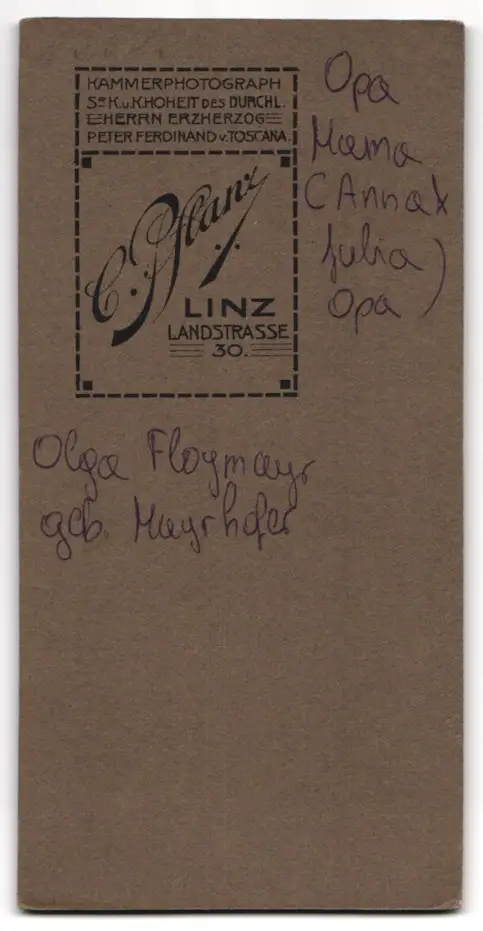 KAMMERPHOTOGRAPH
Sr K.u.K.HOHEIT DES DURCHL.
HERRN ERZHERZOG
PETER FERDINAND v. TOSCANA.
C. Pflanz
LINZ
LANDSTRASSE
30.
Opa
Mama
(Anna +
Julia)
Opa)
Olga Floymayr
geb. Mayrhofer